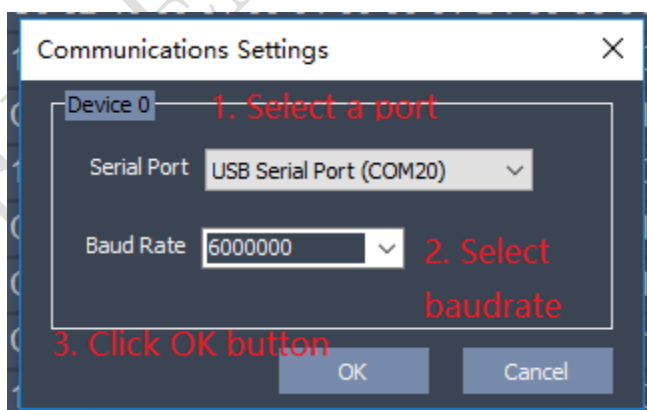 Communications Settings
Device 0
1. Select a port
Serial Port
USB Serial Port (COM20)
Baud Rate
6000000
2. Select
baudrate
3. Click OK button
OK
Cancel